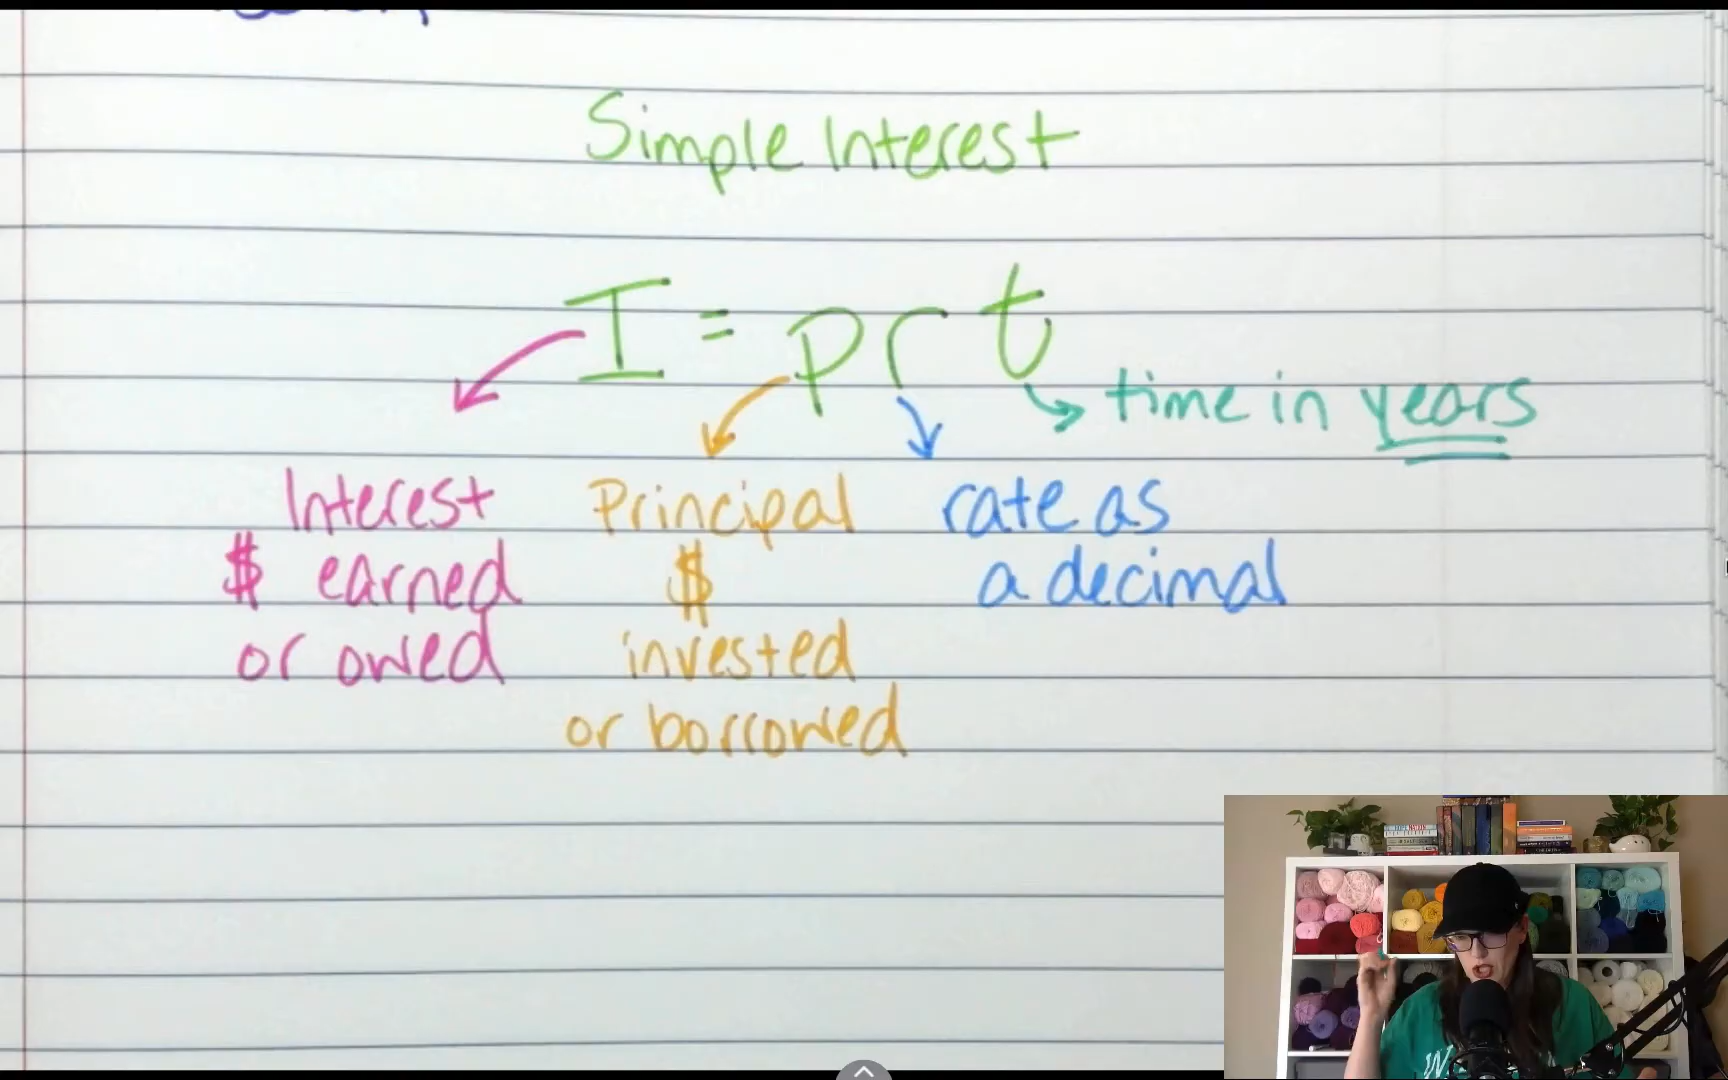 Simple Interest
I = prt
time in years
Interest
$ earned
or owed
Principal
$
invested
or borrowed
rate as
a decimal